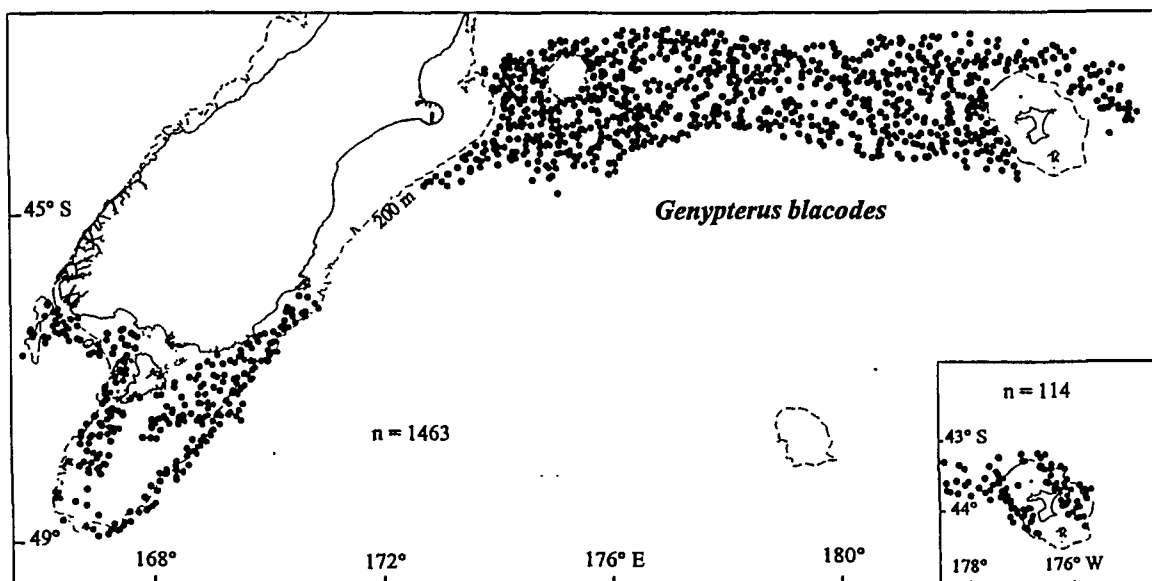 200 m
45° S
Genypterus blacodes
n = 114
n = 1463
43° S
44°
49°
168°
172°
176° E
180°
178°
176° W